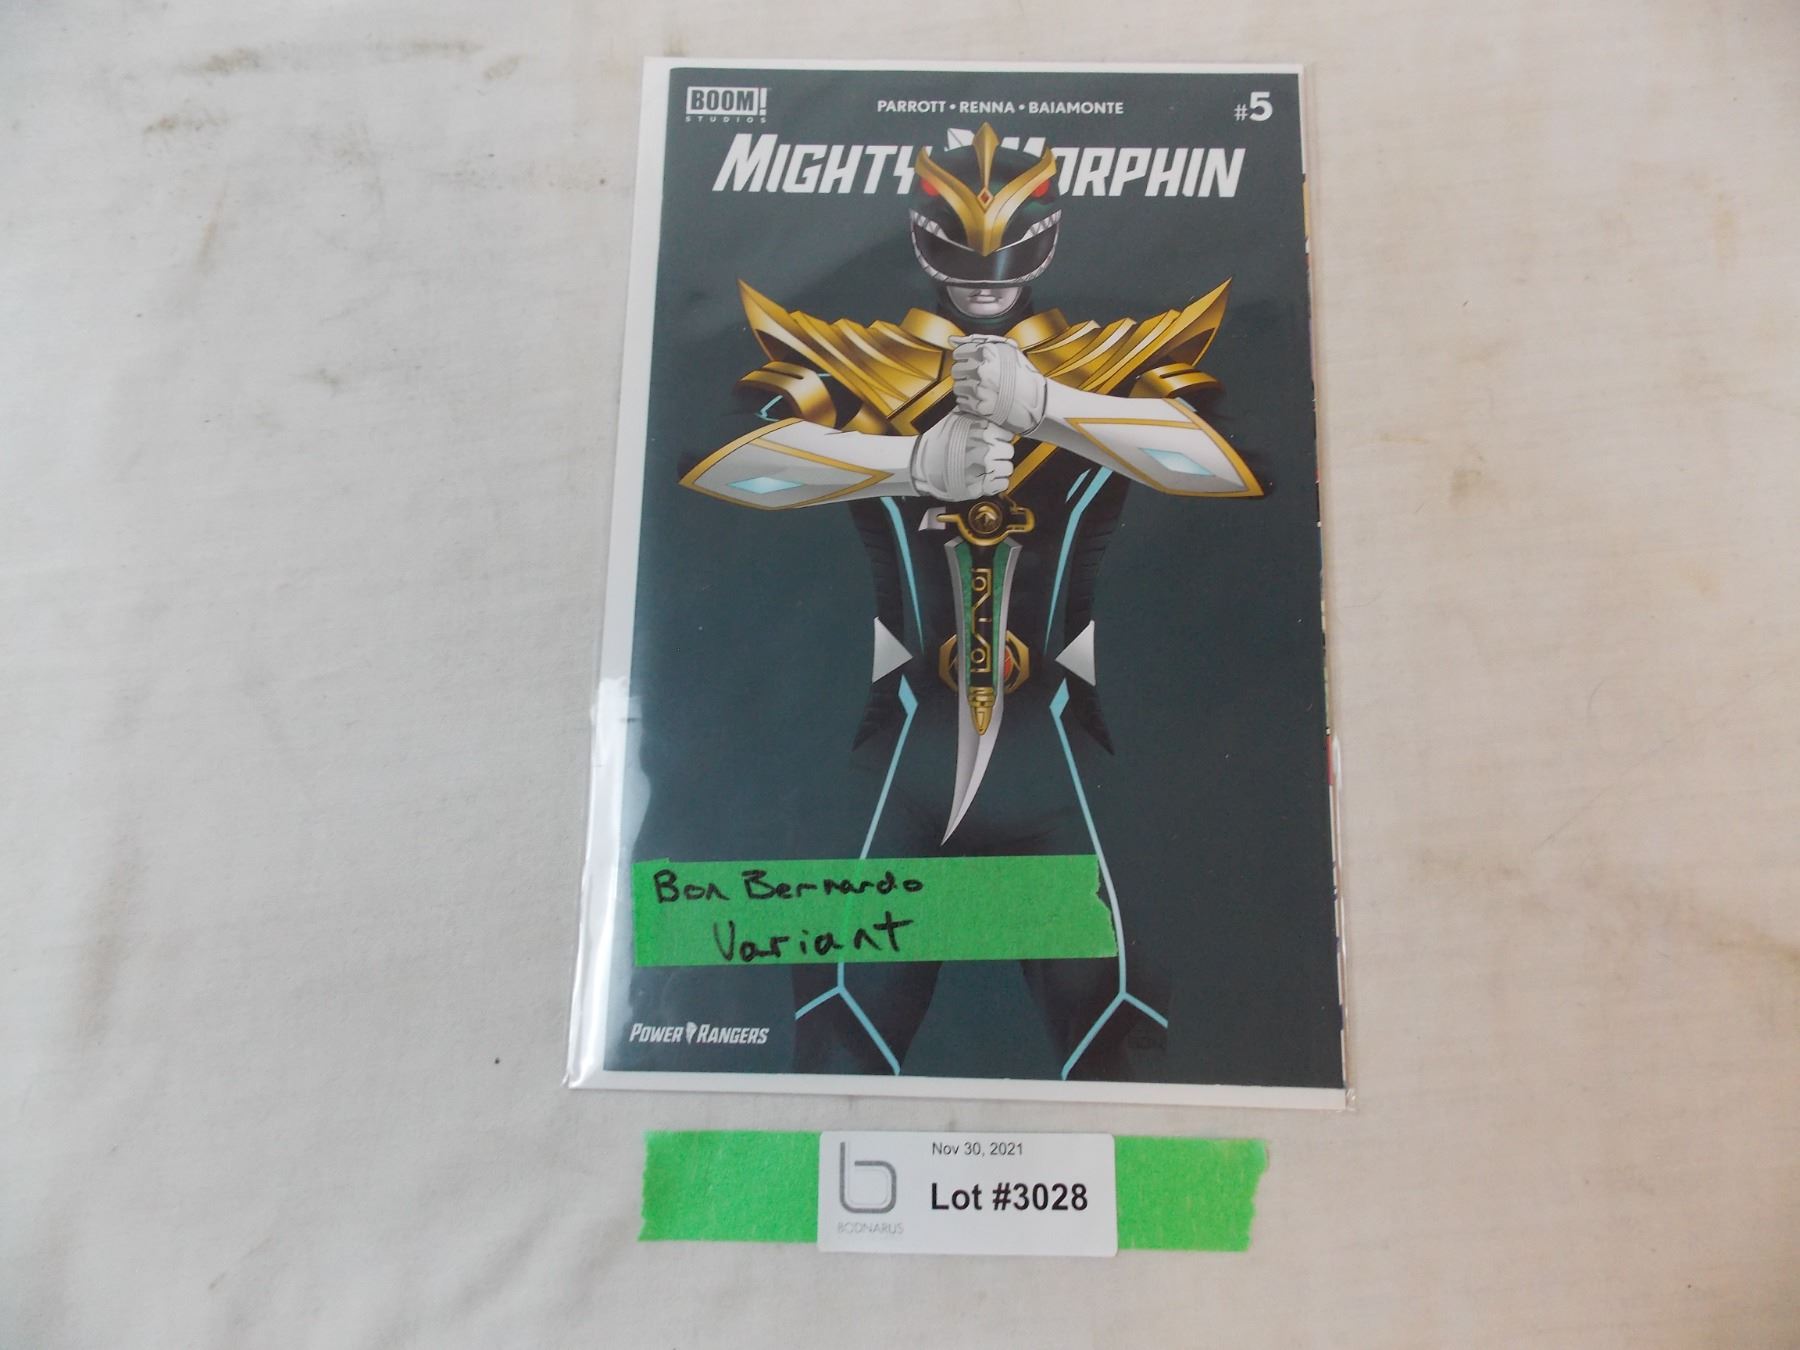 BOOM!
STUDIOS
PARROTT • RENNA • BAIAMONTE
#5
MIGHTY MORPHIN
Bon Bernardo
Variant
POWER RANGERS
Nov 30, 2021
Lot #3028
BODNARUS